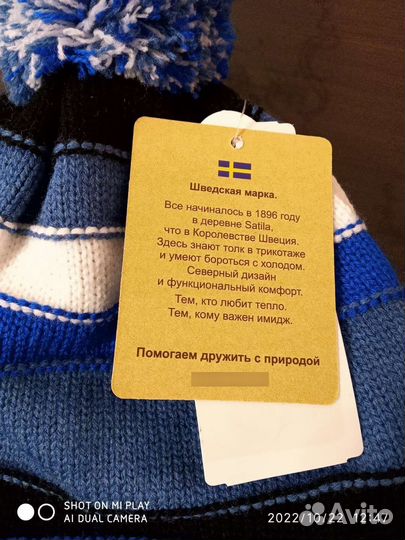 Шведская марка.
Все начиналось в 1896 году
в деревне Satila,
что в Королевстве Швеция.
Здесь знают толк в трикотаже
и умеют бороться с холодом.
Северный дизайн
и функциональный комфорт.
Тем, кто любит тепло.
Тем, кому важен имидж.
Помогаем дружить с природой
SHOT ON MI PLAY
AI DUAL CAMERA
2022/10/22 12:47
Avito